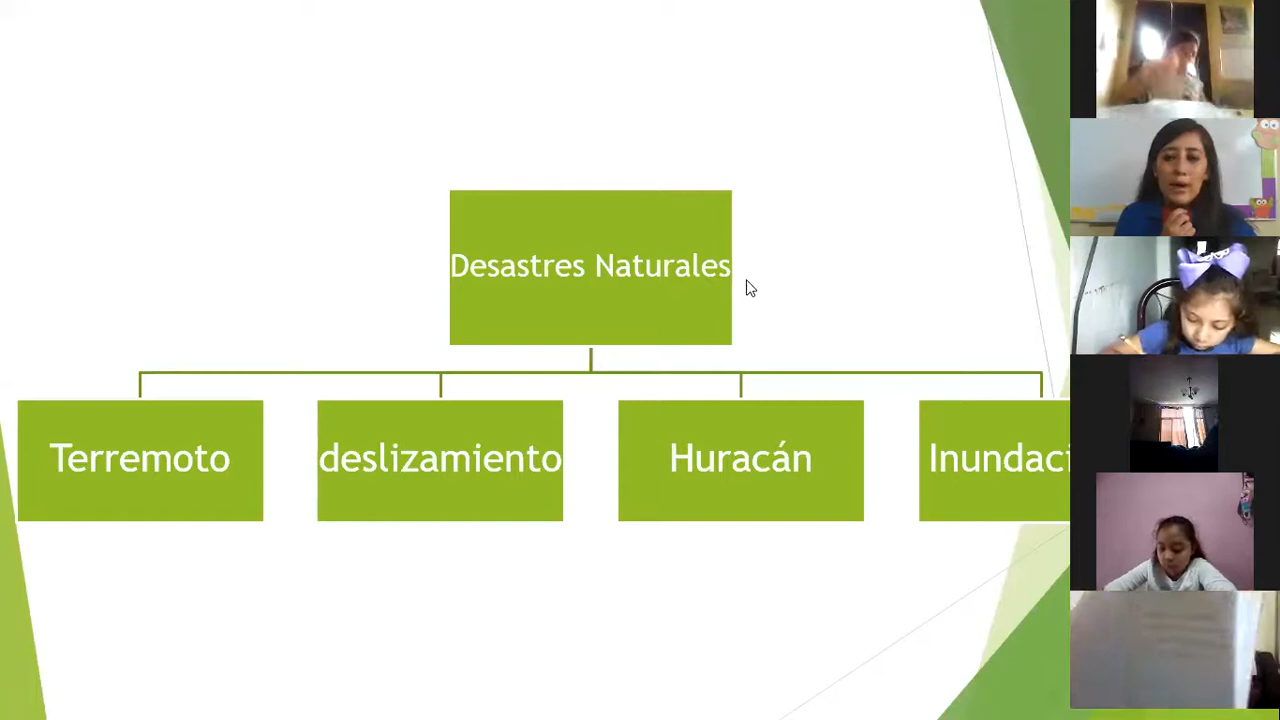 Desastres Naturales
Terremoto
deslizamiento
Huracán
Inundaci